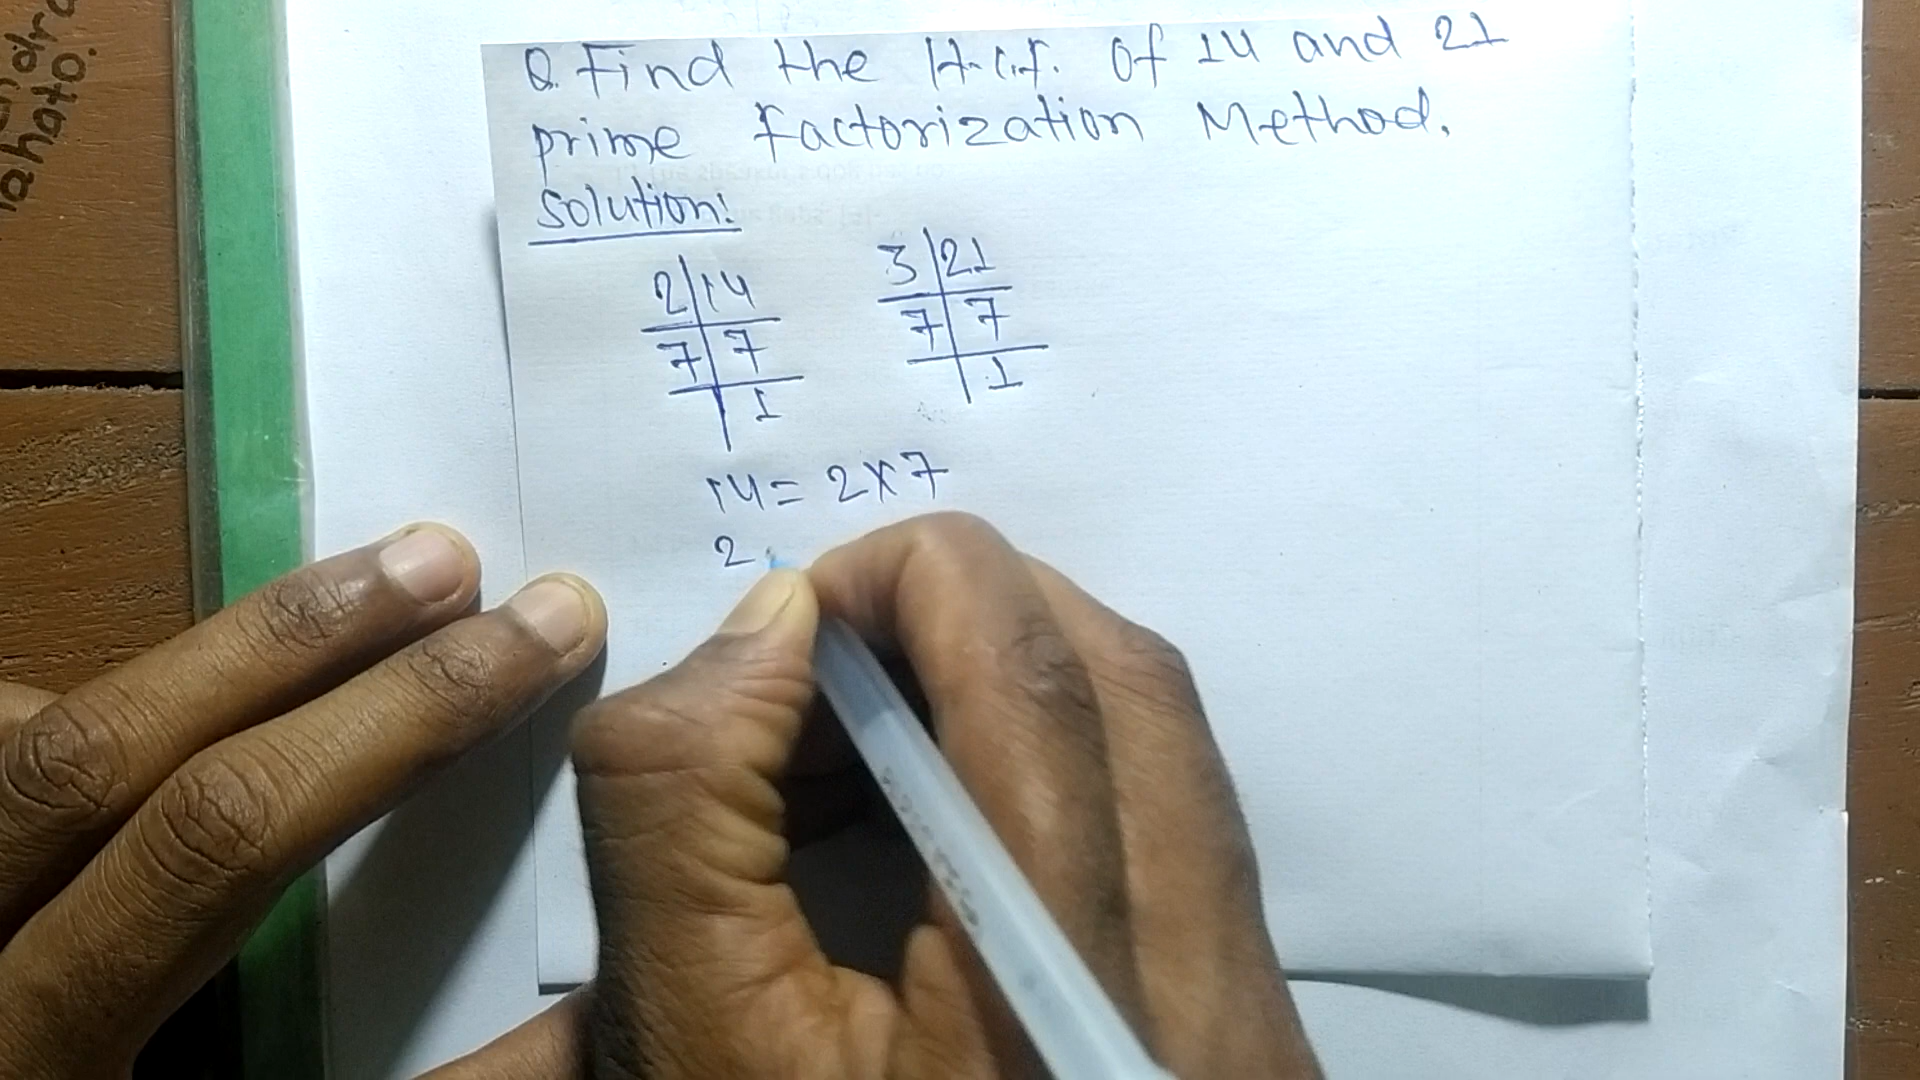 Q. Find the H.C.F. of 14 and 21
prime factorization Method.
Solution:
2 14
7 7
1
3 21
7 7
1
14 = 2 × 7
2
ahato.